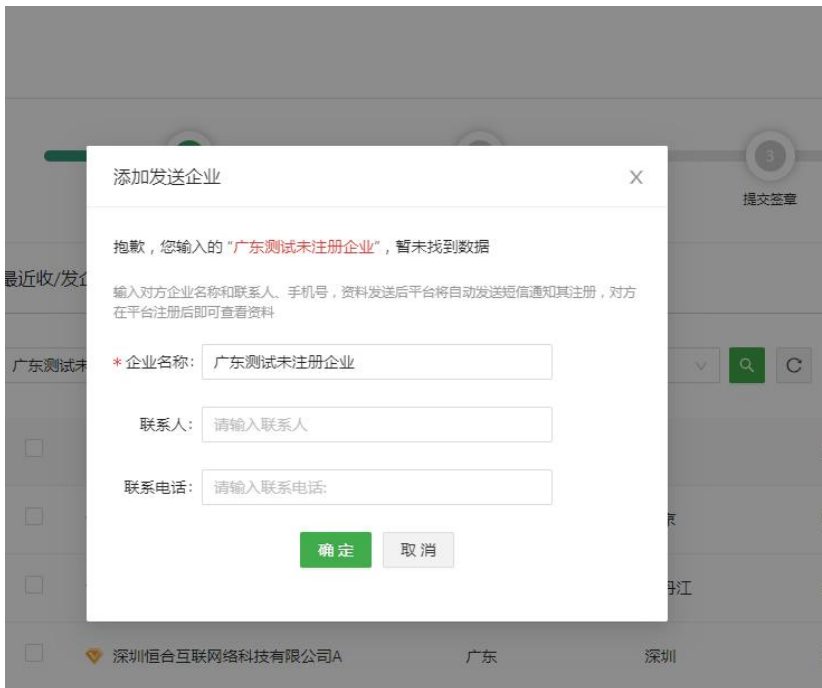 添加发送企业
X
3
提交签章
抱歉，您输入的“广东测试未注册企业”，暂未找到数据
最近收/发企
输入对方企业名称和联系人、手机号，资料发送后平台将自动发送短信通知其注册，对方
在平台注册后即可查看资料
广东测试未
*企业名称: 广东测试未注册企业
联系人: 请输入联系人
联系电话: 请输入联系电话:
确定 取消
京
丹江
深圳恒合互联网络科技有限公司A 广东 深圳